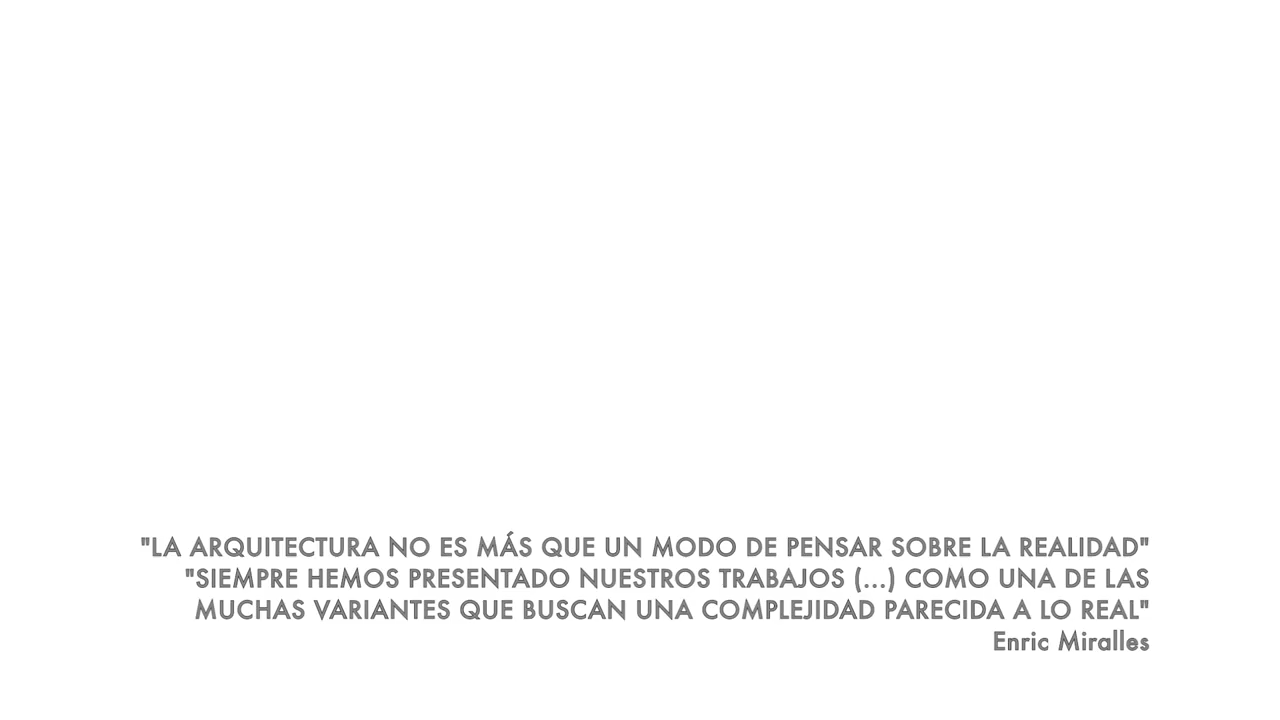 "LA ARQUITECTURA NO ES MÁS QUE UN MODO DE PENSAR SOBRE LA REALIDAD"
"SIEMPRE HEMOS PRESENTADO NUESTROS TRABAJOS (...) COMO UNA DE LAS
MUCHAS VARIANTES QUE BUSCAN UNA COMPLEJIDAD PARECIDA A LO REAL"
Enric Miralles